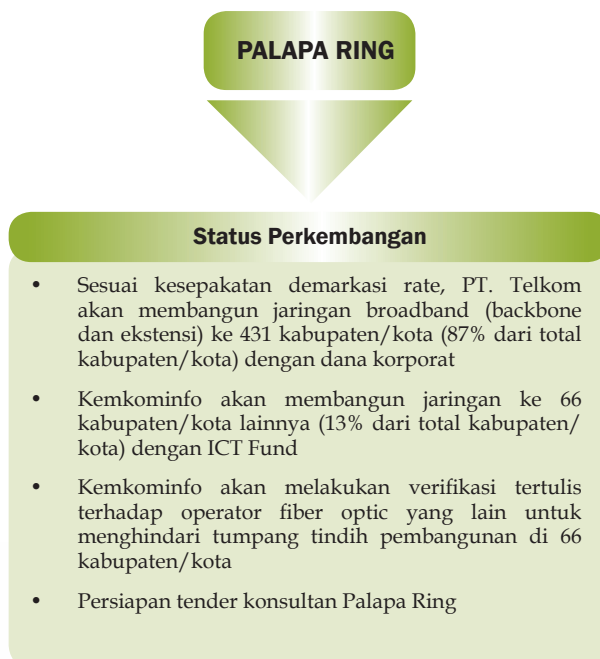 PALAPA RING
Status Perkembangan
• Sesuai kesepakatan demarkasi rate, PT. Telkom
akan membangun jaringan broadband (backbone
dan ekstensi) ke 431 kabupaten/kota (87% dari total
kabupaten/kota) dengan dana korporat
• Kemkominfo akan membangun jaringan ke 66
kabupaten/kota lainnya (13% dari total kabupaten/
kota) dengan ICT Fund
• Kemkominfo akan melakukan verifikasi tertulis
terhadap operator fiber optic yang lain untuk
menghindari tumpang tindih pembangunan di 66
kabupaten/kota
• Persiapan tender konsultan Palapa Ring